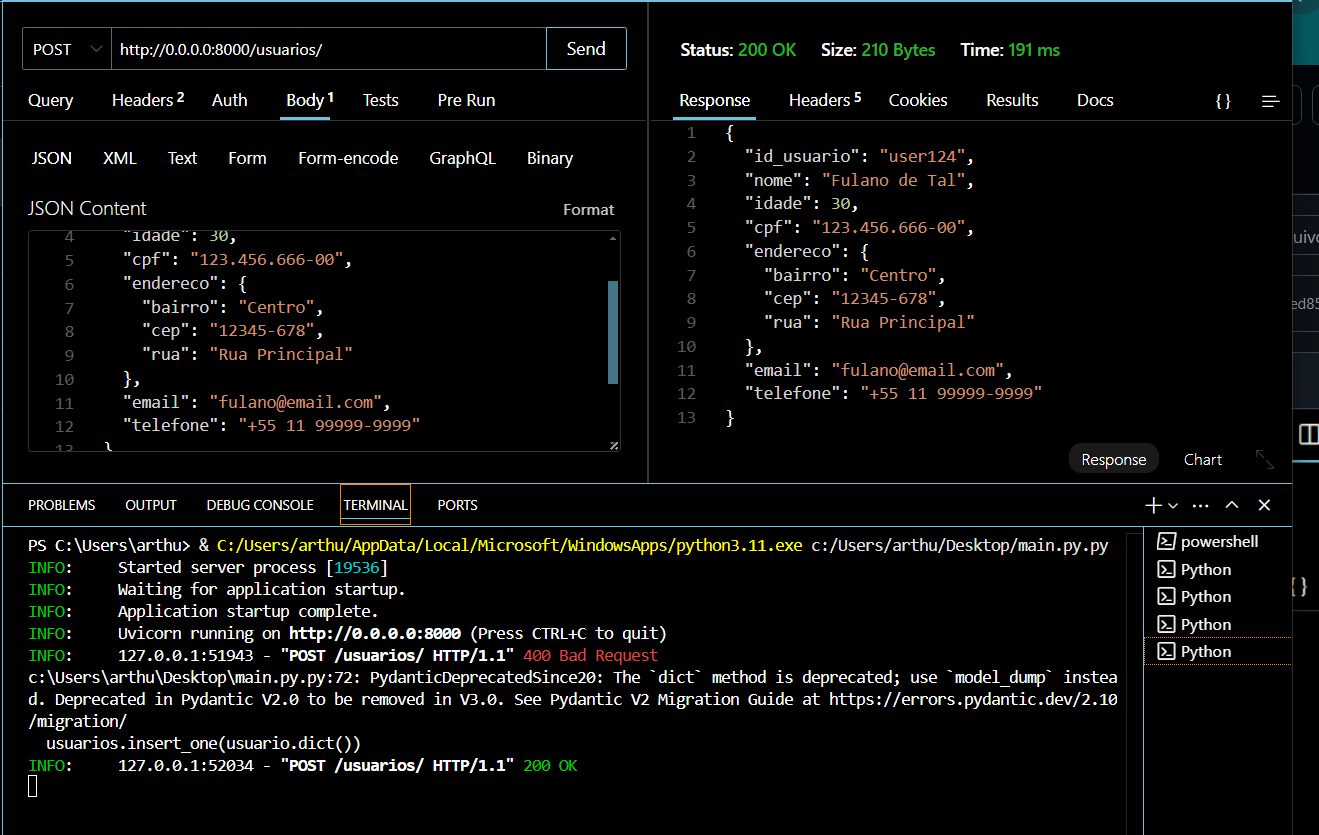 POST http://0.0.0.0:8000/usuarios/ Send
Query Headers 2 Auth Body 1 Tests Pre Run
JSON XML Text Form Form-encode GraphQL Binary
JSON Content Format
4 "idade": 30,
5 "cpf": "123.456.666-00",
6 "endereco": {
7 "bairro": "Centro",
8 "cep": "12345-678",
9 "rua": "Rua Principal"
10 },
11 "email": "fulano@email.com",
12 "telefone": "+55 11 99999-9999"
13 }
Status: 200 OK Size: 210 Bytes Time: 191 ms
Response Headers 5 Cookies Results Docs { }
1 {
2 "id_usuario": "user124",
3 "nome": "Fulano de Tal",
4 "idade": 30,
5 "cpf": "123.456.666-00",
6 "endereco": {
7 "bairro": "Centro",
8 "cep": "12345-678",
9 "rua": "Rua Principal"
10 },
11 "email": "fulano@email.com",
12 "telefone": "+55 11 99999-9999"
13 }
Response Chart
PROBLEMS OUTPUT DEBUG CONSOLE TERMINAL PORTS
PS C:\Users\arthu> & C:/Users/arthu/AppData/Local/Microsoft/WindowsApps/python3.11.exe c:/Users/arthu/Desktop/main.py.py
INFO: Started server process [19536]
INFO: Waiting for application startup.
INFO: Application startup complete.
INFO: Uvicorn running on http://0.0.0.0:8000 (Press CTRL+C to quit)
INFO: 127.0.0.1:51943 - "POST /usuarios/ HTTP/1.1" 400 Bad Request
c:\Users\arthu\Desktop\main.py.py:72: PydanticDeprecatedSince20: The `dict` method is deprecated; use `model_dump` instea
d. Deprecated in Pydantic V2.0 to be removed in V3.0. See Pydantic V2 Migration Guide at https://errors.pydantic.dev/2.10
/migration/
usuarios.insert_one(usuario.dict())
INFO: 127.0.0.1:52034 - "POST /usuarios/ HTTP/1.1" 200 OK
powershell
Python
Python
Python
Python